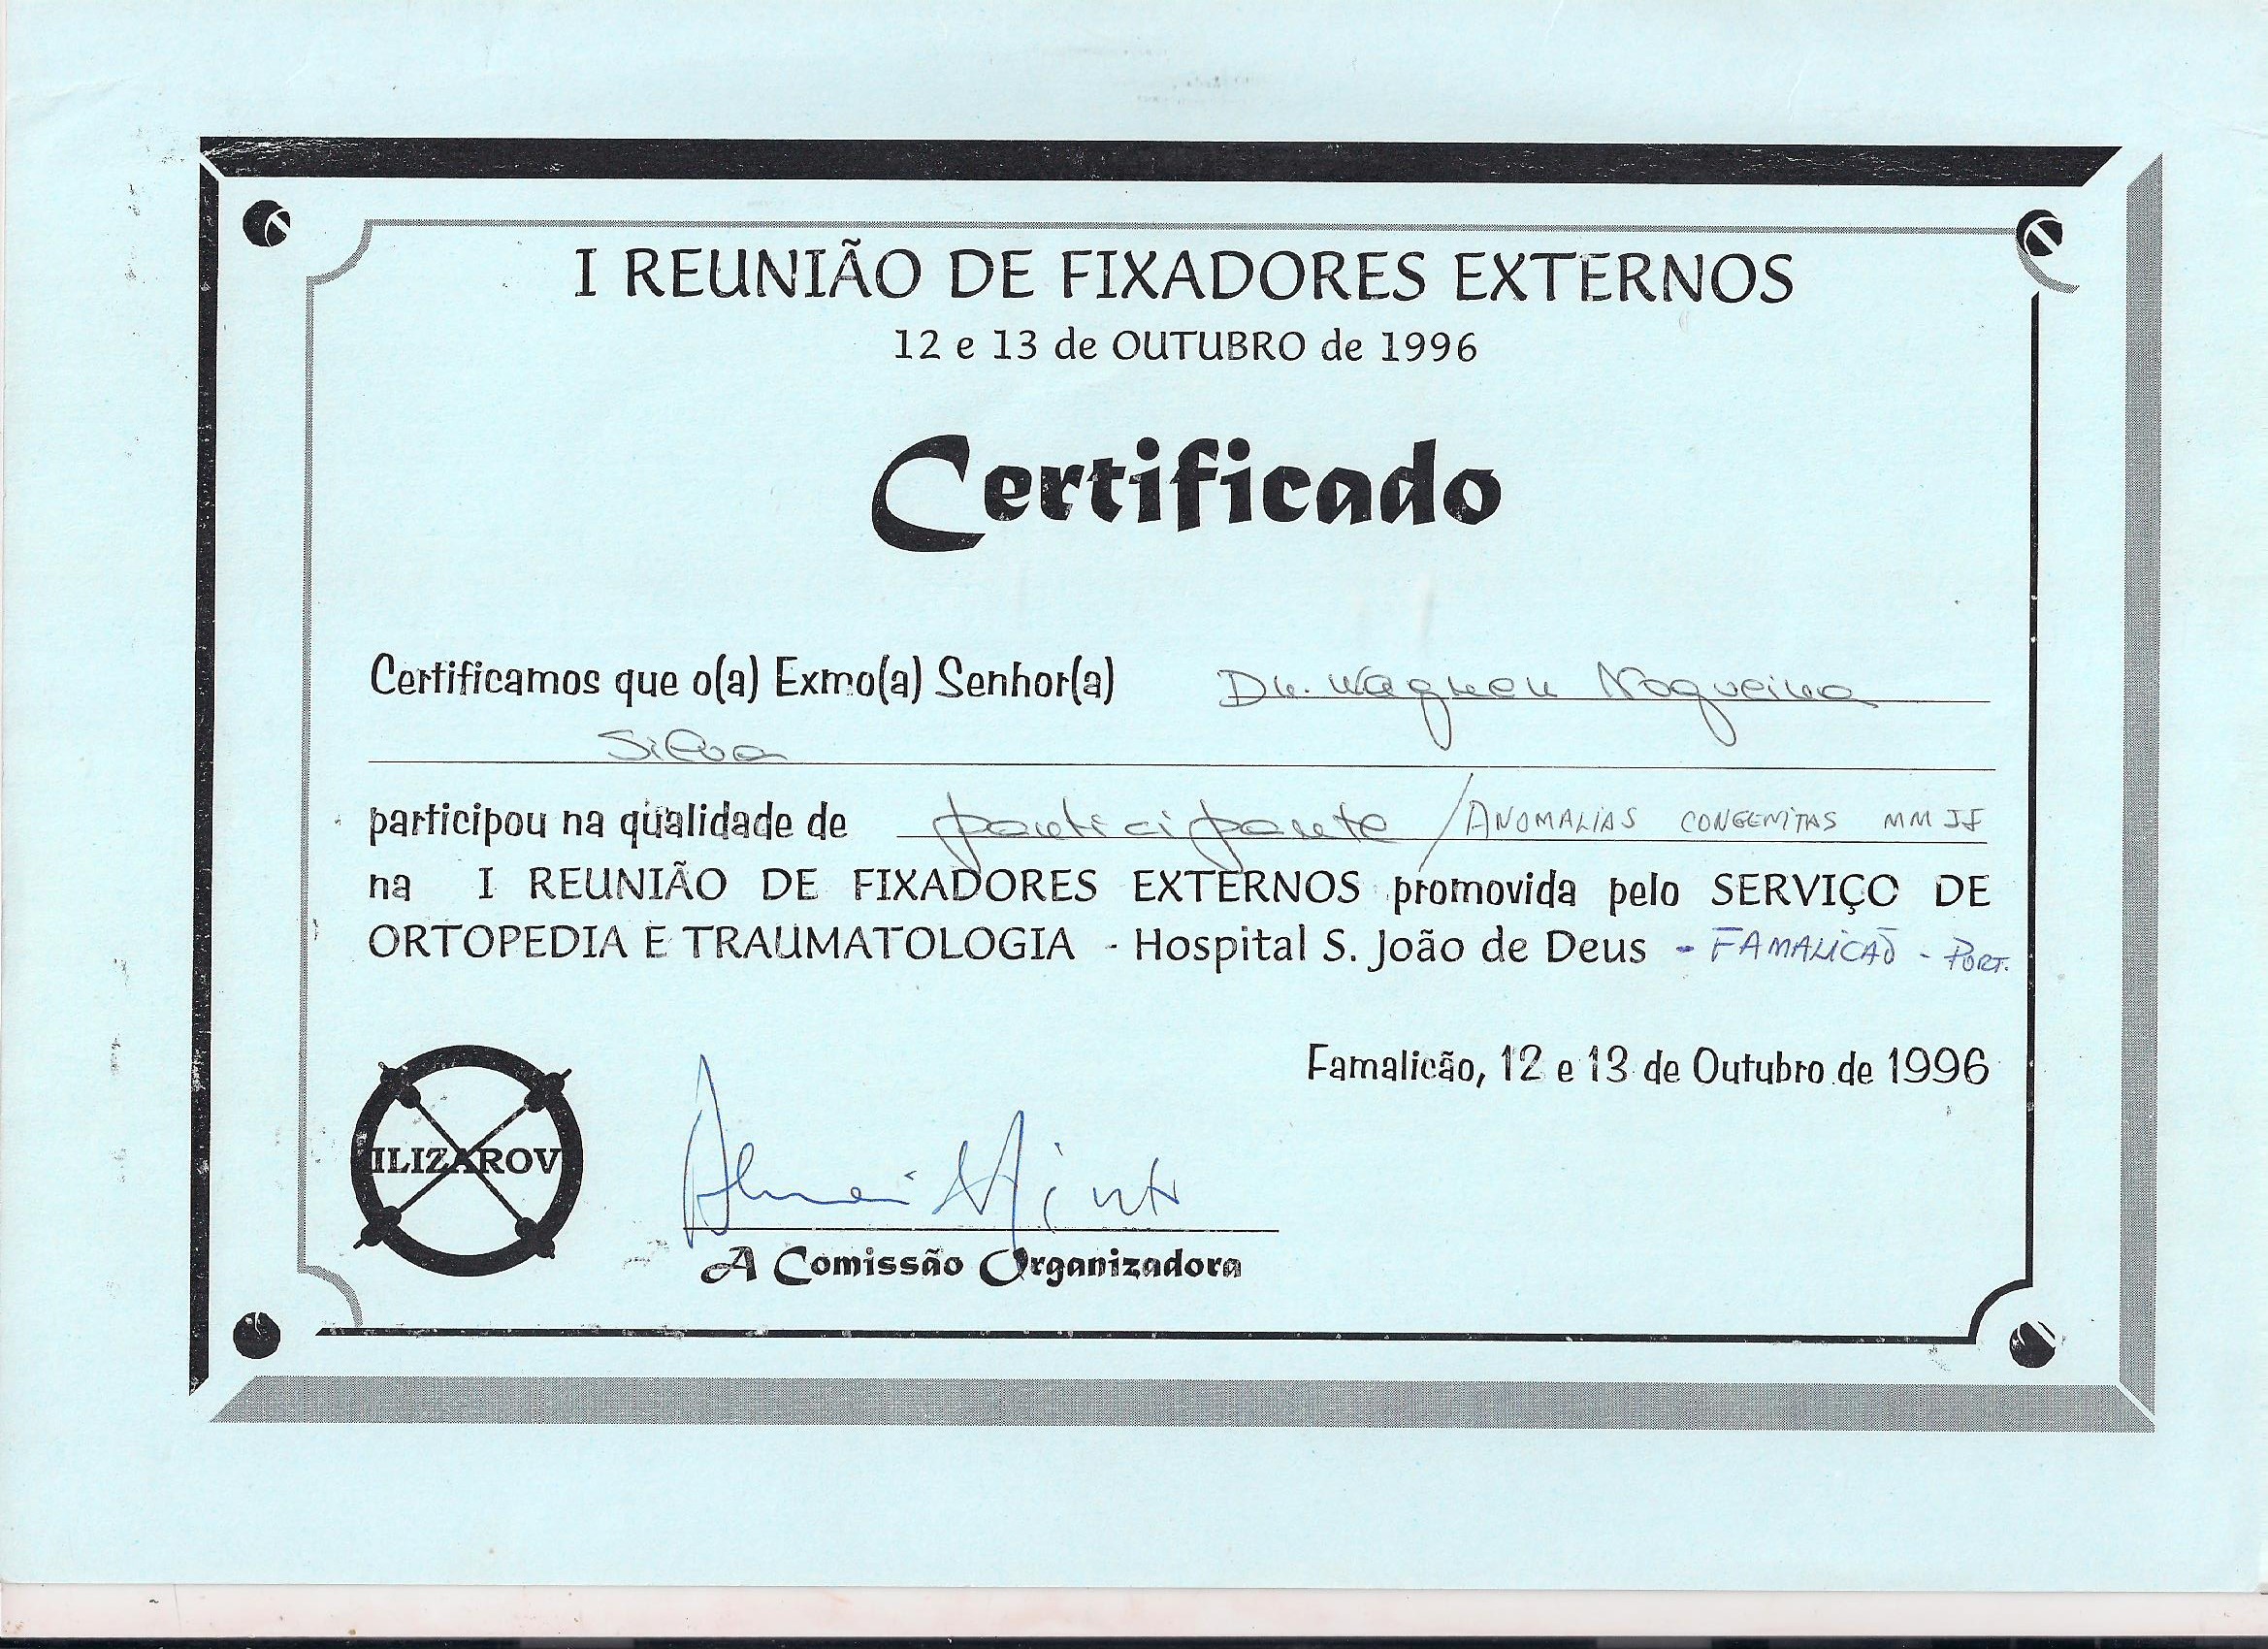 I REUNIÃO DE FIXADORES EXTERNOS
12 e 13 de OUTUBRO de 1996
Certificado
Certificamos que o(a) Exmo(a) Senhor(a) Dr. Wagner Nogueira
Silva
participou na qualidade de participante / ANOMALIAS CONGENITAS MM II
na I REUNIÃO DE FIXADORES EXTERNOS promovida pelo SERVIÇO DE
ORTOPEDIA E TRAUMATOLOGIA - Hospital S. João de Deus - FAMALICÃO - PORT.
Famalicão, 12 e 13 de Outubro de 1996
ILIZAROV
A Comissão Organizadora